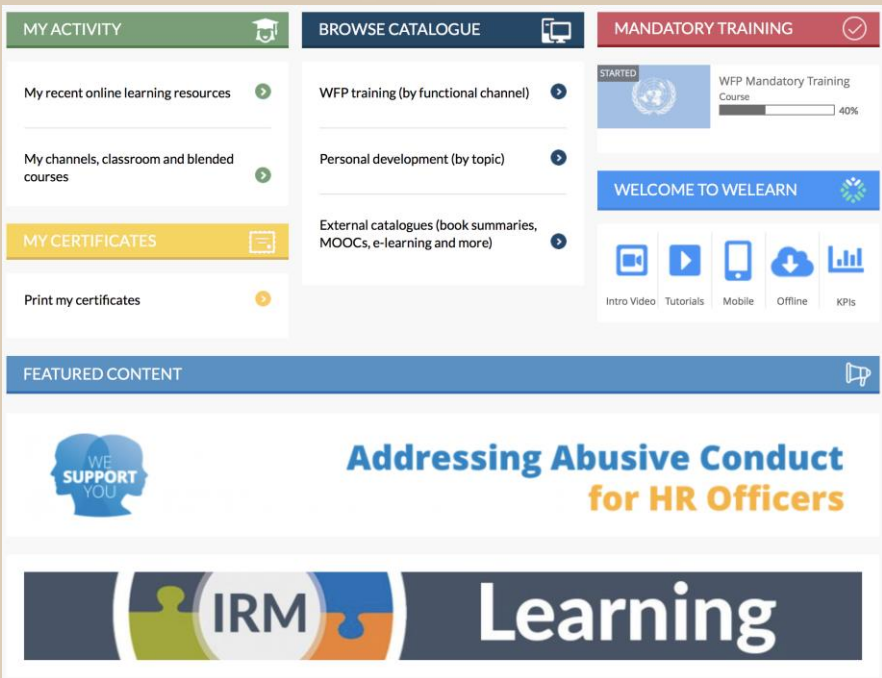 MY ACTIVITY
My recent online learning resources
My channels, classroom and blended
courses
MY CERTIFICATES
Print my certificates
BROWSE CATALOGUE
WFP training (by functional channel)
Personal development (by topic)
External catalogues (book summaries,
MOOCs, e-learning and more)
MANDATORY TRAINING
STARTED
WFP Mandatory Training
Course
40%
WELCOME TO WELEARN
Intro Video
Tutorials
Mobile
Offline
KPIs
FEATURED CONTENT
WE
SUPPORT
YOU
Addressing Abusive Conduct
for HR Officers
IRM
Learning